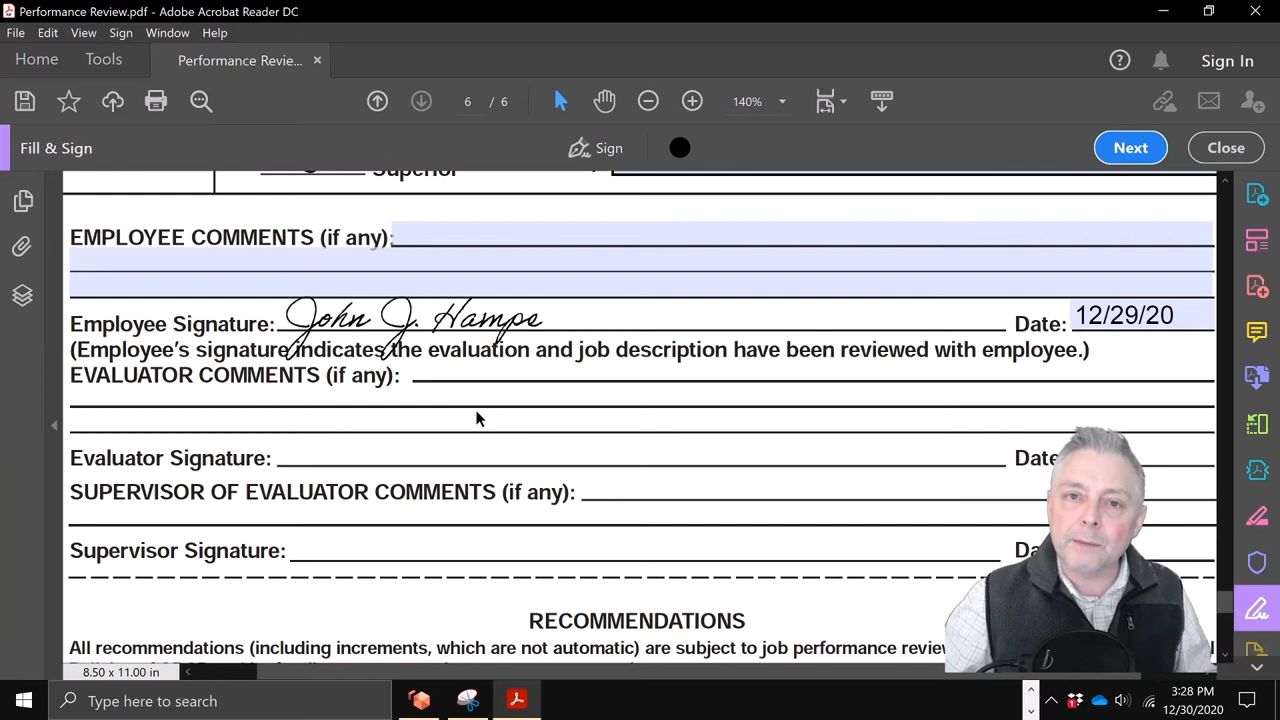 Performance Review.pdf - Adobe Acrobat Reader DC
File Edit View Sign Window Help
Home Tools Performance Revie... × Sign In
6 / 6 140%
Fill & Sign Sign Next Close
Superior
EMPLOYEE COMMENTS (if any):
Employee Signature: John J. Hamps Date: 12/29/20
(Employee's signature indicates the evaluation and job description have been reviewed with employee.)
EVALUATOR COMMENTS (if any):
Evaluator Signature: Date
SUPERVISOR OF EVALUATOR COMMENTS (if any):
Supervisor Signature: Da
RECOMMENDATIONS
All recommendations (including increments, which are not automatic) are subject to job performance review
8.50 x 11.00 in
Type here to search 3:28 PM
12/30/2020